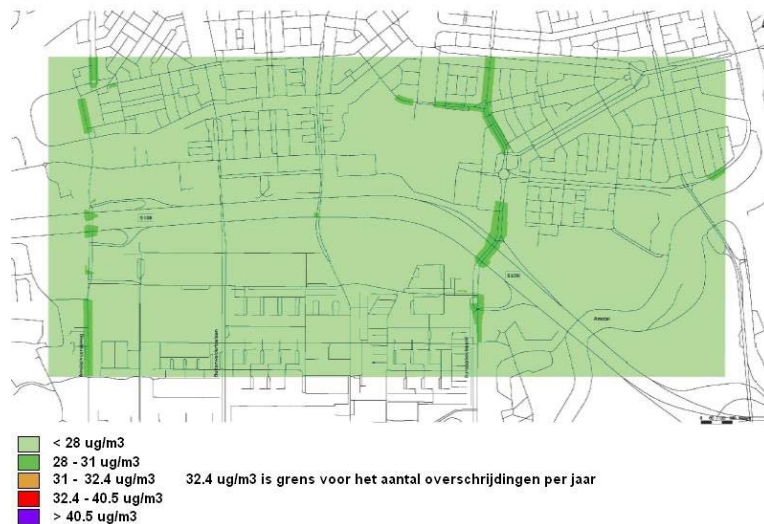 Amstel
< 28 ug/m3
28 - 31 ug/m3
31 - 32.4 ug/m3 32.4 ug/m3 is grens voor het aantal overschrijdingen per jaar
32.4 - 40.5 ug/m3
> 40.5 ug/m3